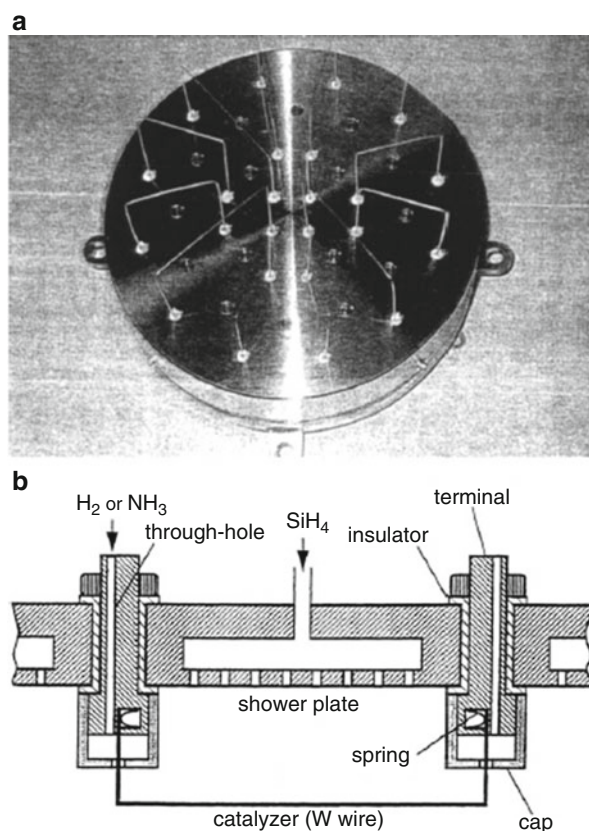 a
b
H2 or NH3
through-hole
SiH4
terminal
insulator
shower plate
spring
catalyzer (W wire)
cap